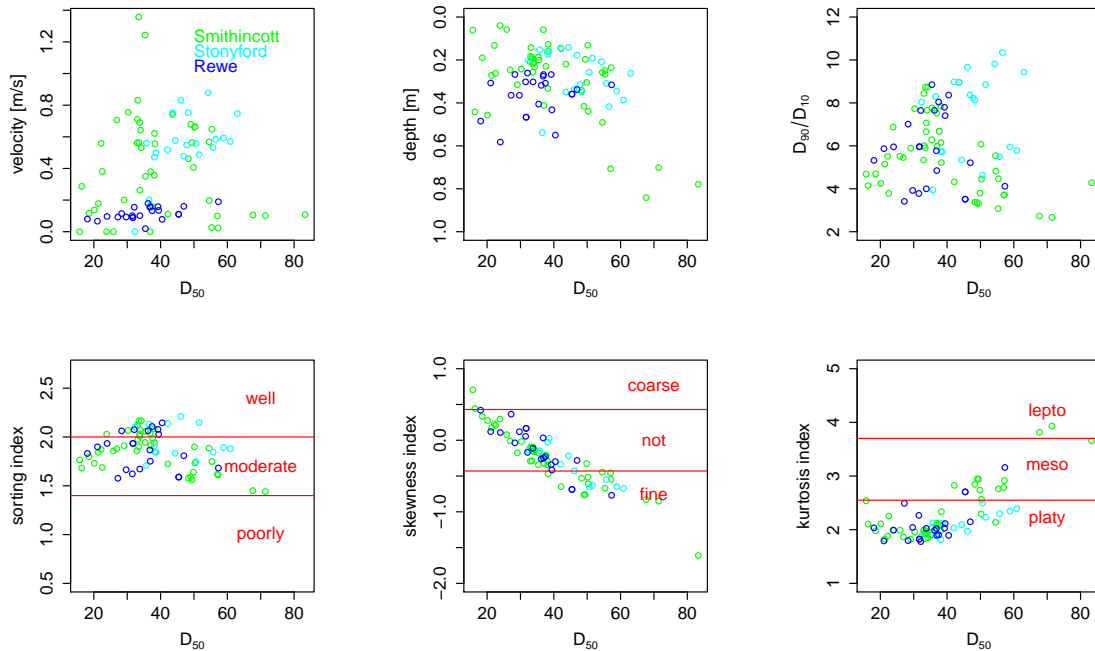 velocity [m/s]
0.0 0.4 0.8 1.2
Smithincott
Stonyford
Rewe
20 40 60 80
D50
depth [m]
0.0 0.2 0.4 0.6 0.8 1.0
20 40 60 80
D50
D90/D10
2 4 6 8 10 12
20 40 60 80
D50
sorting index
0.5 1.0 1.5 2.0 2.5
well
moderate
poorly
20 40 60 80
D50
skewness index
-2.0 -1.0 0.0 1.0
coarse
not
fine
20 40 60 80
D50
kurtosis index
1 2 3 4 5
lepto
meso
platy
20 40 60 80
D50